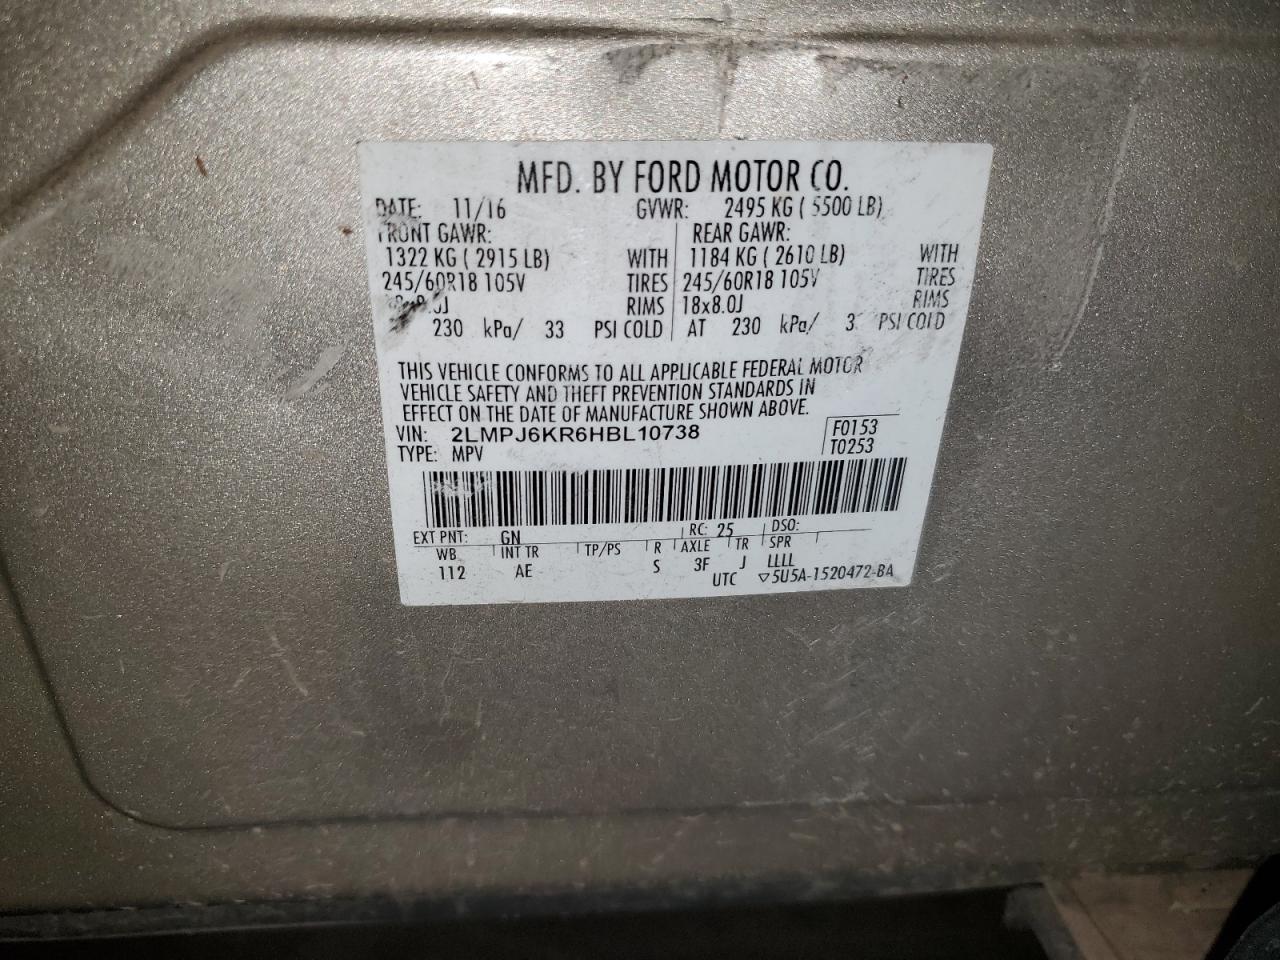 MFD. BY FORD MOTOR CO.
DATE: 11/16 GVWR: 2495 KG ( 5500 LB)
FRONT GAWR: REAR GAWR:
1322 KG ( 2915 LB) WITH 1184 KG ( 2610 LB) WITH
245/60R18 105V TIRES 245/60R18 105V TIRES
RIMS 18x8.0J RIMS
230 kPa/ 33 PSI COLD AT 230 kPa/ PSI COLD
THIS VEHICLE CONFORMS TO ALL APPLICABLE FEDERAL MOTOR
VEHICLE SAFETY AND THEFT PREVENTION STANDARDS IN
EFFECT ON THE DATE OF MANUFACTURE SHOWN ABOVE.
VIN: 2LMPJ6KR6HBL10738 F0153
TYPE: MPV T0253
EXT PNT: GN RC: 25 DSO:
WB INT TR TP/PS R AXLE TR SPR
112 AE S 3F J LLLL
UTC ▽5U5A-1520472-BA